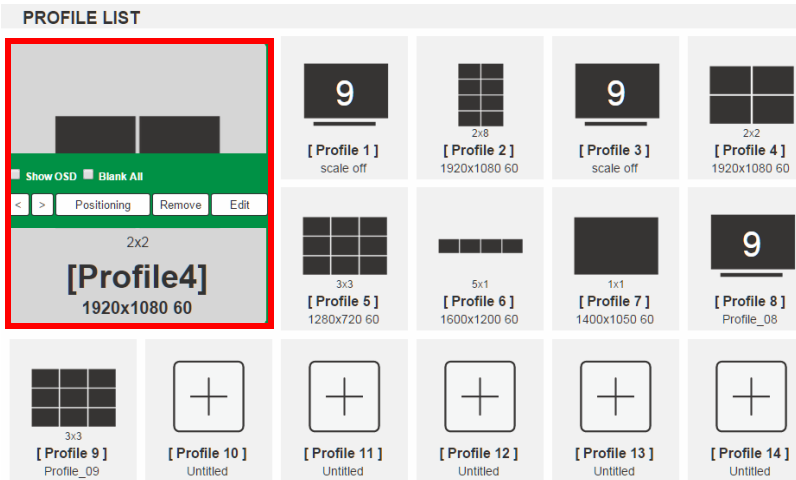 PROFILE LIST
Show OSD Blank All
< > Positioning Remove Edit
2x2
[Profile4]
1920x1080 60
9
[ Profile 1 ]
scale off
2x8
[ Profile 2 ]
1920x1080 60
9
[ Profile 3 ]
scale off
2x2
[ Profile 4 ]
1920x1080 60
3x3
[ Profile 5 ]
1280x720 60
5x1
[ Profile 6 ]
1600x1200 60
1x1
[ Profile 7 ]
1400x1050 60
9
[ Profile 8 ]
Profile_08
3x3
[ Profile 9 ]
Profile_09
[ Profile 10 ]
Untitled
[ Profile 11 ]
Untitled
[ Profile 12 ]
Untitled
[ Profile 13 ]
Untitled
[ Profile 14 ]
Untitled